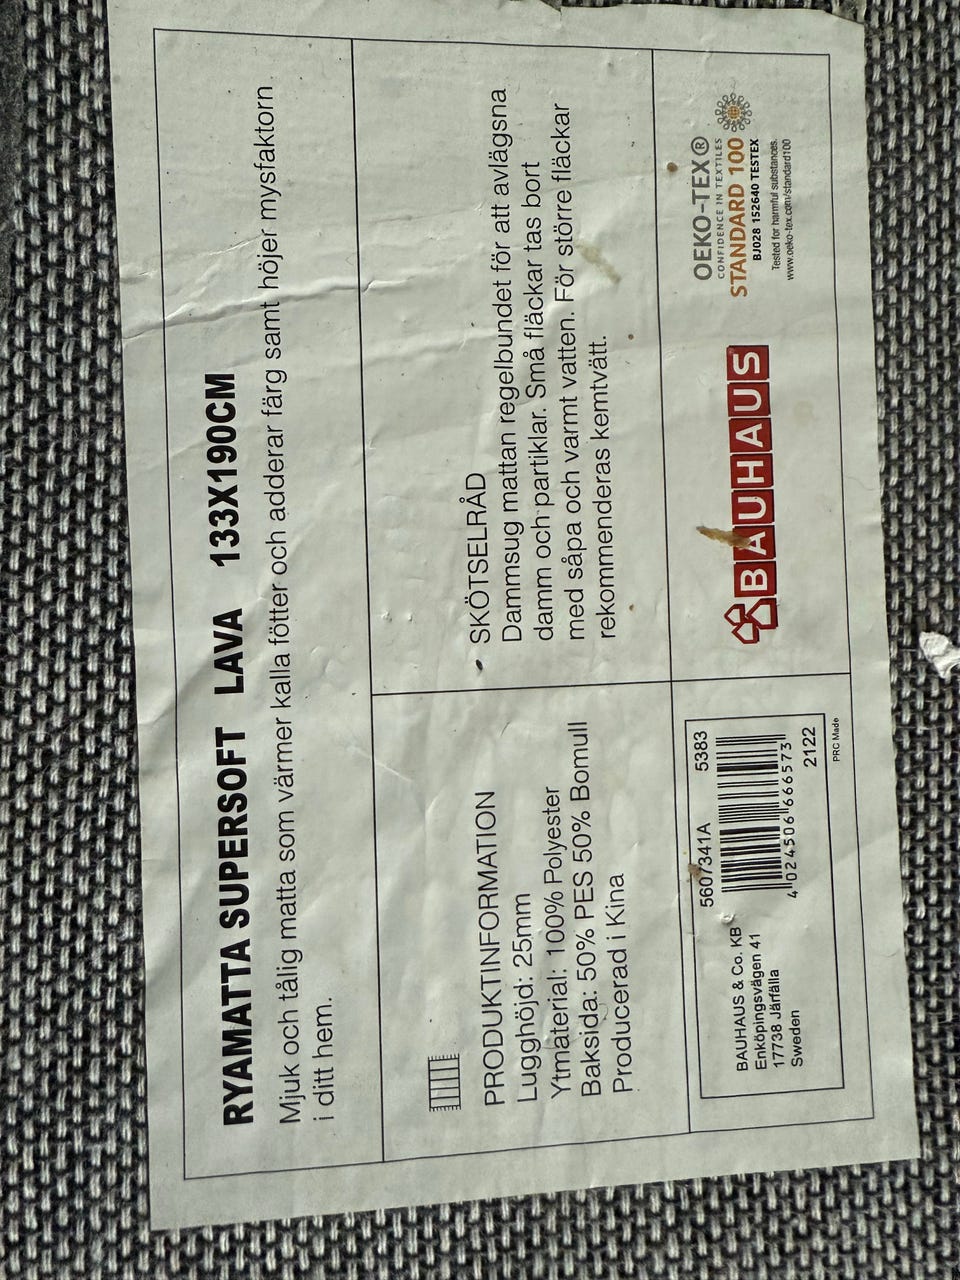 RYAMATTA SUPERSOFT LAVA 133X190CM
Mjuk och tålig matta som värmer kalla fötter och adderar färg samt höjer mysfaktorn
i ditt hem.
PRODUKTINFORMATION
Lugghöjd: 25mm
Ytmaterial: 100% Polyester
Baksida: 50% PES 50% Bomull
Producerad i Kina
SKÖTSELRÅD
Dammsug mattan regelbundet för att avlägsna
damm och partiklar. Små fläckar tas bort
med såpa och varmt vatten. För större fläckar
rekommenderas kemtvätt.
BAUHAUS & Co. KB
Enköpingsvägen 41
17738 Järfälla
Sweden
5607341A 5383
4 024506 666573
2122
PRC Made
BAUHAUS
OEKO-TEX®
CONFIDENCE IN TEXTILES
STANDARD 100
BJ028 152640 TESTEX
Tested for harmful substances.
www.oeko-tex.com/standard100